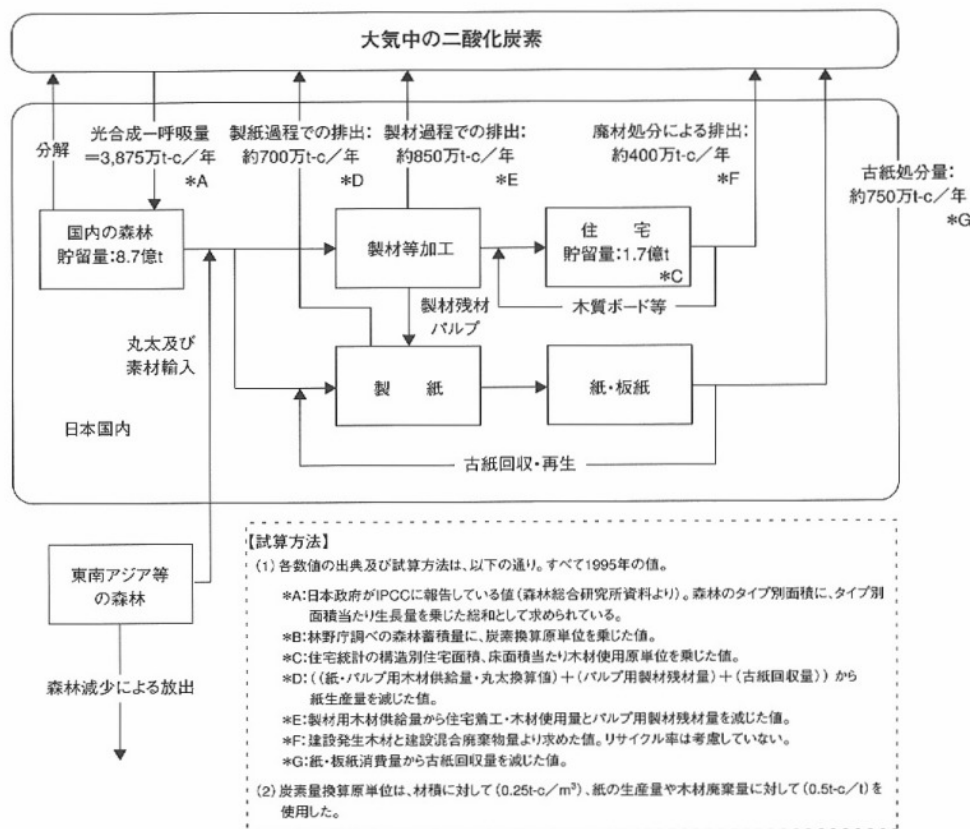 大気中の二酸化炭素
分解
光合成ー呼吸量
=3,875万t-c/年
*A
製紙過程での排出:
約700万t-c/年
*D
製材過程での排出:
約850万t-c/年
*E
廃材処分による排出:
約400万t-c/年
*F
古紙処分量:
約750万t-c/年
*G
国内の森林
貯留量:8.7億t
製材等加工
住 宅
貯留量:1.7億t
*C
製材残材
パルプ
木質ボード等
丸太及び
素材輸入
製 紙
紙・板紙
日本国内
古紙回収・再生
東南アジア等
の森林
森林減少による放出
【試算方法】
(1)各数値の出典及び試算方法は、以下の通り。すべて1995年の値。
*A:日本政府がIPCCに報告している値(森林総合研究所資料より)。森林のタイプ別面積に、タイプ別
面積当たり生長量を乗じた総和として求められている。
*B:林野庁調べの森林蓄積量に、炭素換算原単位を乗じた値。
*C:住宅統計の構造別住宅面積、床面積当たり木材使用原単位を乗じた値。
*D:((紙・パルプ用木材供給量・丸太換算値)+(パルプ用製材残材量)+(古紙回収量))から
紙生産量を減じた値。
*E:製材用木材供給量から住宅着工・木材使用量とパルプ用製材残材量を減じた値。
*F:建設発生木材と建設混合廃棄物量より求めた値。リサイクル率は考慮していない。
*G:紙・板紙消費量から古紙回収量を減じた値。
(2)炭素量換算原単位は、材積に対して(0.25t-c/m³)、紙の生産量や木材廃棄量に対して(0.5t-c/t)を
使用した。